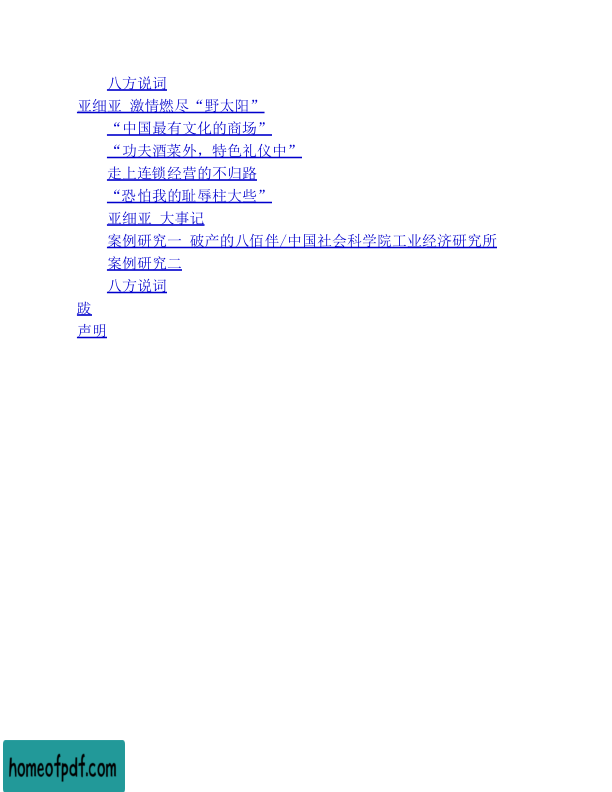 八方说词
亚细亚 激情燃尽“野太阳”
“中国最有文化的商场”
“功夫酒菜外，特色礼仪中”
走上连锁经营的不归路
“恐怕我的耻辱柱大些”
亚细亚 大事记
案例研究一 破产的八佰伴/中国社会科学院工业经济研究所
案例研究二
八方说词
跋
声明
homeofpdf.com